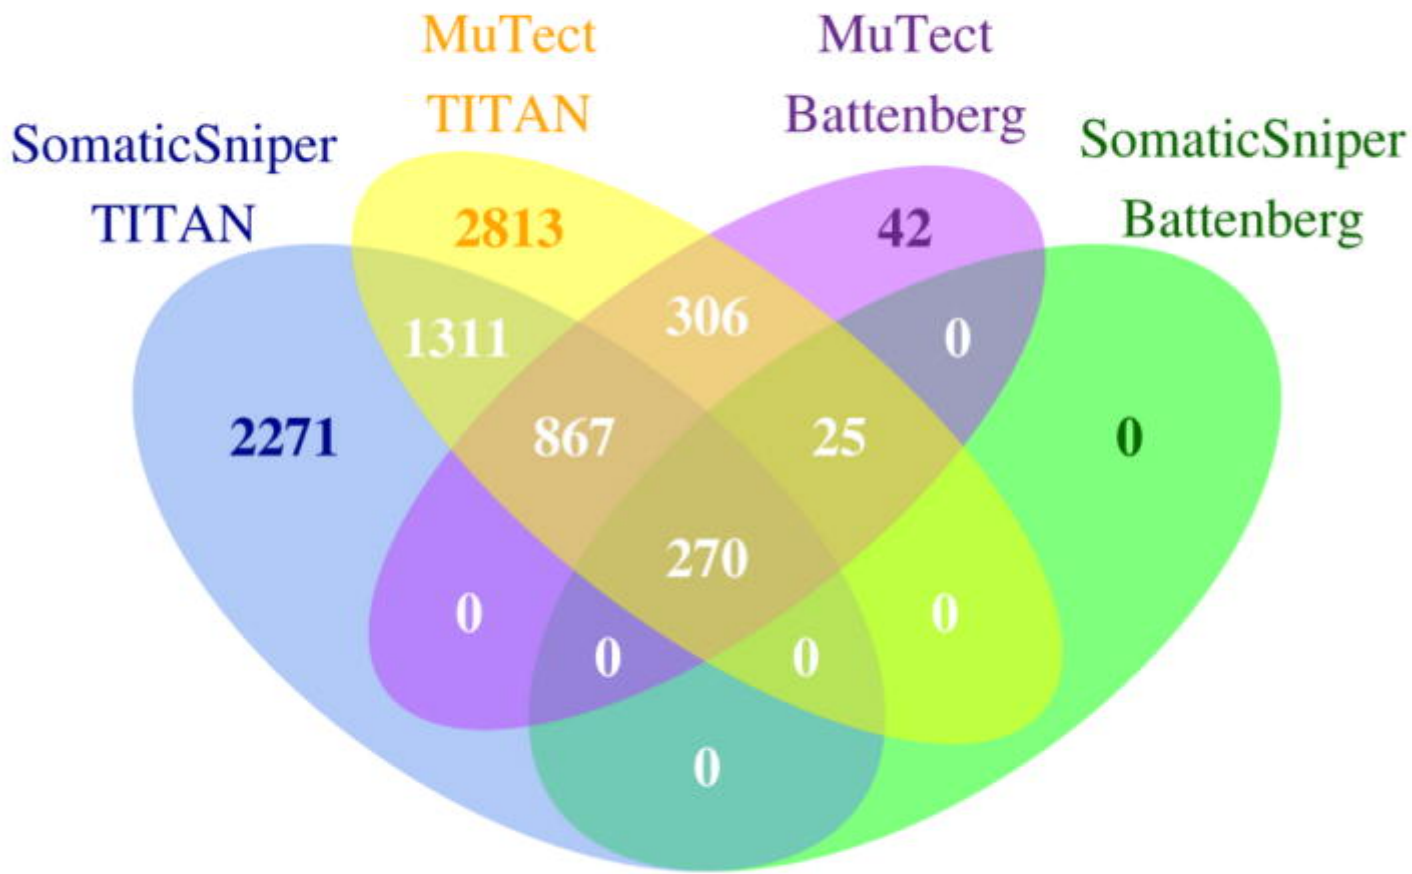 MuTect
TITAN
MuTect
Battenberg
SomaticSniper
TITAN
SomaticSniper
Battenberg
2813
42
1311
306
0
2271
867
25
0
270
0
0
0
0
0